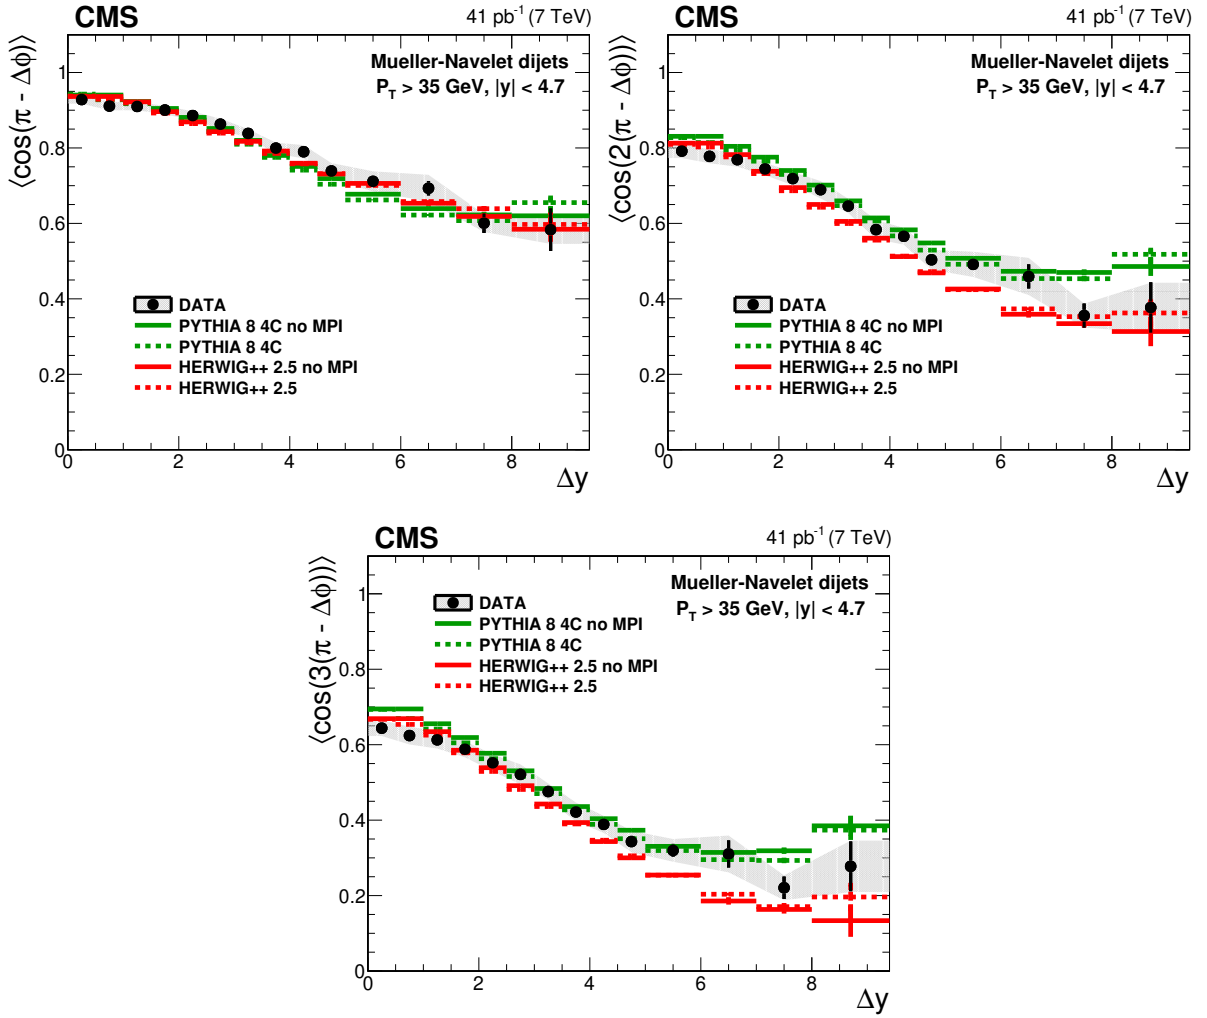 CMS
41 pb⁻¹ (7 TeV)
⟨cos(π - Δϕ)⟩
Mueller-Navelet dijets
P_T > 35 GeV, |y| < 4.7
1
0.8
0.6
0.4
0.2
0
DATA
PYTHIA 8 4C no MPI
PYTHIA 8 4C
HERWIG++ 2.5 no MPI
HERWIG++ 2.5
0 2 4 6 8
Δy
CMS
41 pb⁻¹ (7 TeV)
⟨cos(2(π - Δϕ))⟩
Mueller-Navelet dijets
P_T > 35 GeV, |y| < 4.7
1
0.8
0.6
0.4
0.2
0
DATA
PYTHIA 8 4C no MPI
PYTHIA 8 4C
HERWIG++ 2.5 no MPI
HERWIG++ 2.5
0 2 4 6 8
Δy
CMS
41 pb⁻¹ (7 TeV)
⟨cos(3(π - Δϕ))⟩
Mueller-Navelet dijets
P_T > 35 GeV, |y| < 4.7
1
0.8
0.6
0.4
0.2
0
DATA
PYTHIA 8 4C no MPI
PYTHIA 8 4C
HERWIG++ 2.5 no MPI
HERWIG++ 2.5
0 2 4 6 8
Δy